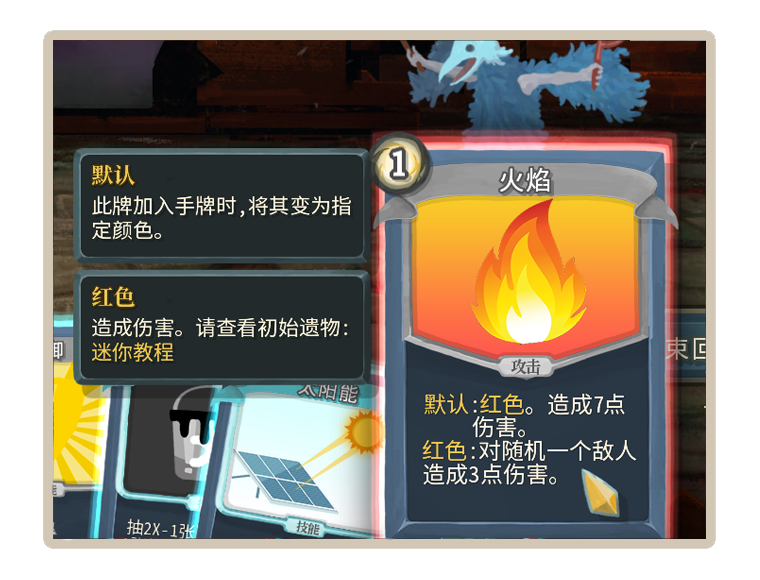 默认
此牌加入手牌时,将其变为指
定颜色。
红色
造成伤害。请查看初始遗物:
迷你教程
1
火焰
攻击
默认:红色。造成7点
伤害。
红色:对随机一个敌人
造成3点伤害。
太阳能
技能
抽2X-1张
束回